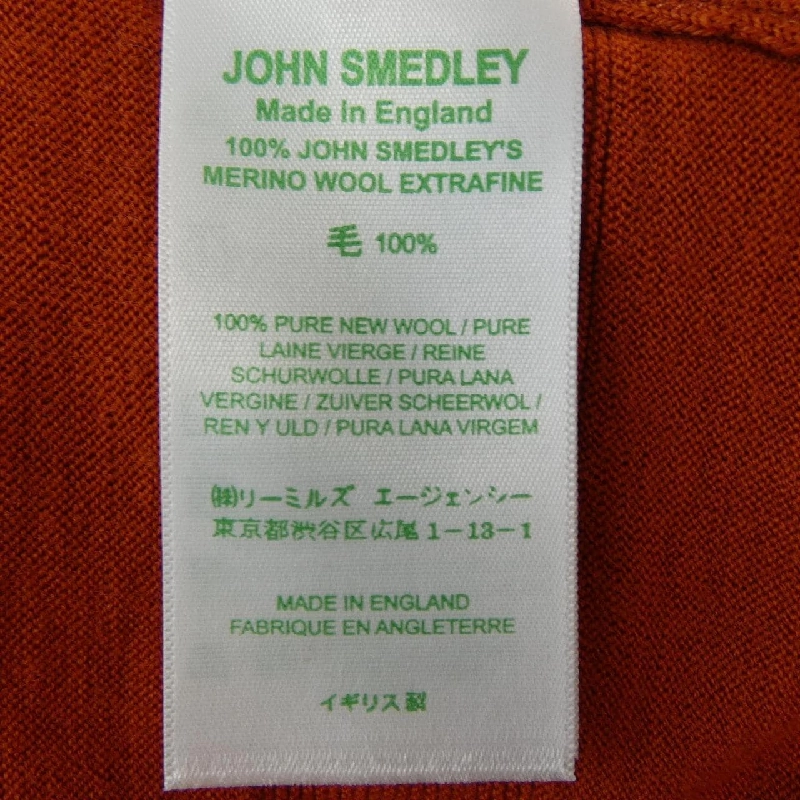 JOHN SMEDLEY
Made In England
100% JOHN SMEDLEY'S
MERINO WOOL EXTRAFINE
毛 100%
100% PURE NEW WOOL / PURE
LAINE VIERGE / REINE
SCHURWOLLE / PURA LANA
VERGINE / ZUIVER SCHEERWOL /
REN Y ULD / PURA LANA VIRGEM
㈱リーミルズ エージェンシー
東京都渋谷区広尾 1-13-1
MADE IN ENGLAND
FABRIQUE EN ANGLETERRE
イギリス製